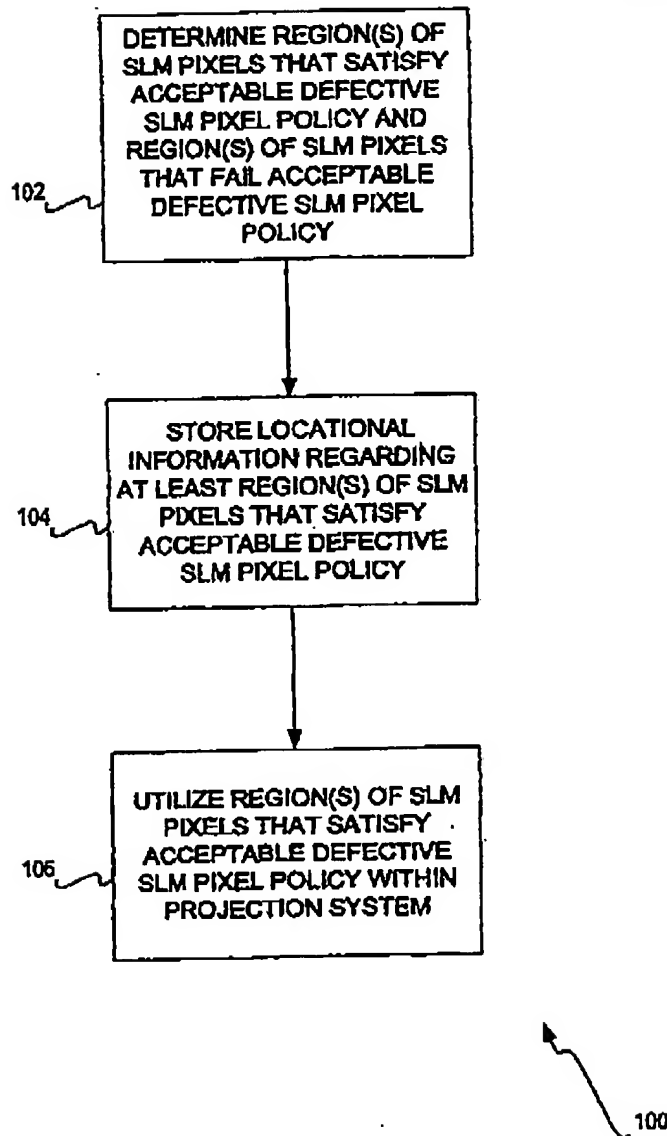 DETERMINE REGION(S) OF
SLM PIXELS THAT SATISFY
ACCEPTABLE DEFECTIVE
SLM PIXEL POLICY AND
REGION(S) OF SLM PIXELS
THAT FAIL ACCEPTABLE
DEFECTIVE SLM PIXEL
POLICY
102
STORE LOCATIONAL
INFORMATION REGARDING
AT LEAST REGION(S) OF SLM
PIXELS THAT SATISFY
ACCEPTABLE DEFECTIVE
SLM PIXEL POLICY
104
UTILIZE REGION(S) OF SLM
PIXELS THAT SATISFY
ACCEPTABLE DEFECTIVE
SLM PIXEL POLICY WITHIN
PROJECTION SYSTEM
106
100